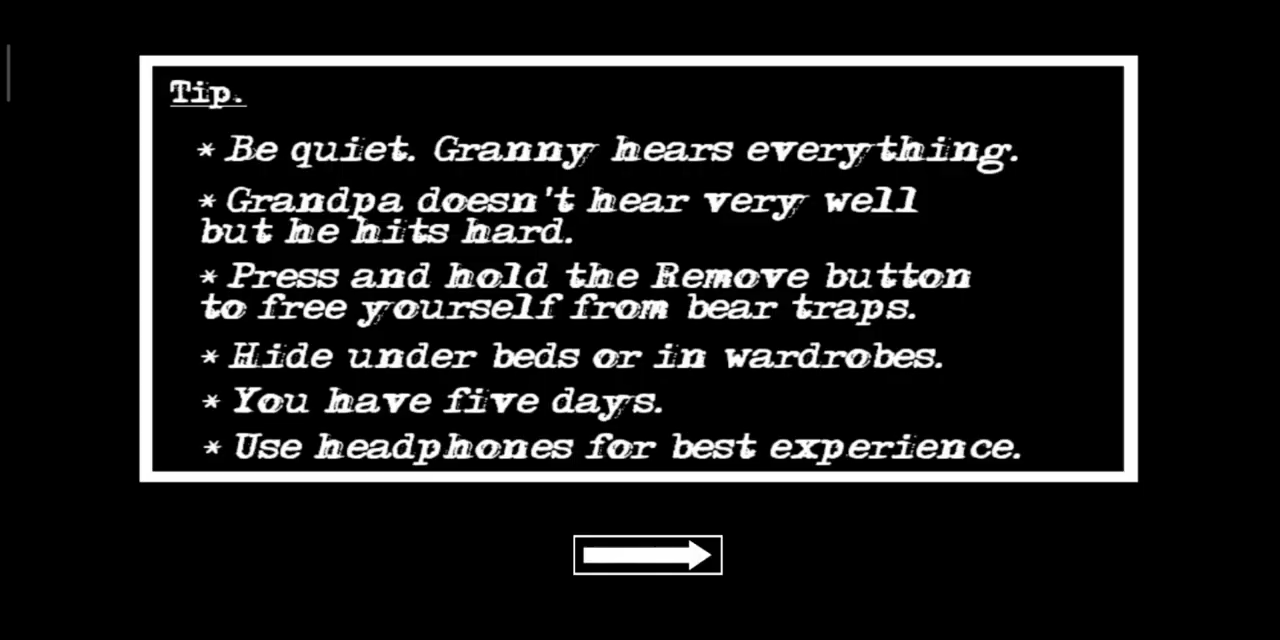 Tip.
* Be quiet. Granny hears everything.
* Grandpa doesn't hear very well
but he hits hard.
* Press and hold the Remove button
to free yourself from bear traps.
* Hide under beds or in wardrobes.
* You have five days.
* Use headphones for best experience.